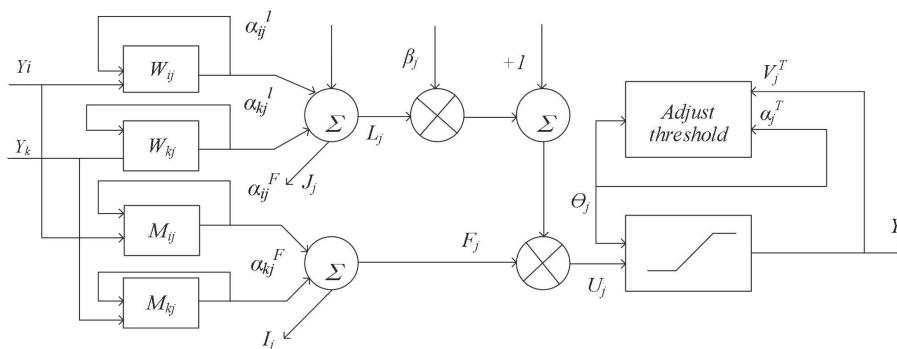 α_ij^l
β_j
+1
Yi
W_ij
V_j^T
α_kj^l
Σ
L_j
Σ
Adjust
threshold
α_j^T
Y_k
W_kj
α_ij^F
J_j
Θ_j
M_ij
α_kj^F
Σ
F_j
U_j
Y
M_kj
I_j